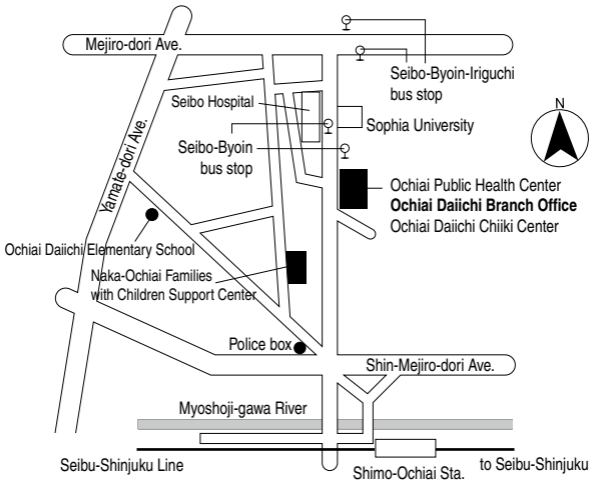 Mejiro-dori Ave.
Seibo-Byoin-Iriguchi
bus stop
Seibo Hospital
Sophia University
N
Yamate-dori Ave.
Seibo-Byoin
bus stop
Ochiai Public Health Center
Ochiai Daiichi Branch Office
Ochiai Daiichi Chiiki Center
Ochiai Daiichi Elementary School
Naka-Ochiai Families
with Children Support Center
Police box
Shin-Mejiro-dori Ave.
Myoshoji-gawa River
Seibu-Shinjuku Line
Shimo-Ochiai Sta.
to Seibu-Shinjuku